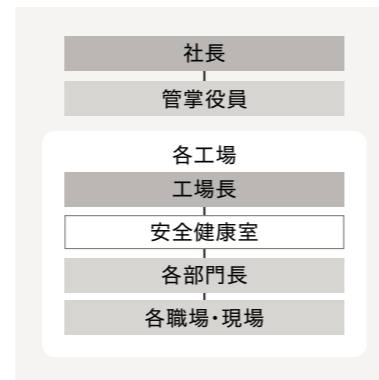 社長
管掌役員
各工場
工場長
安全健康室
各部門長
各職場・現場